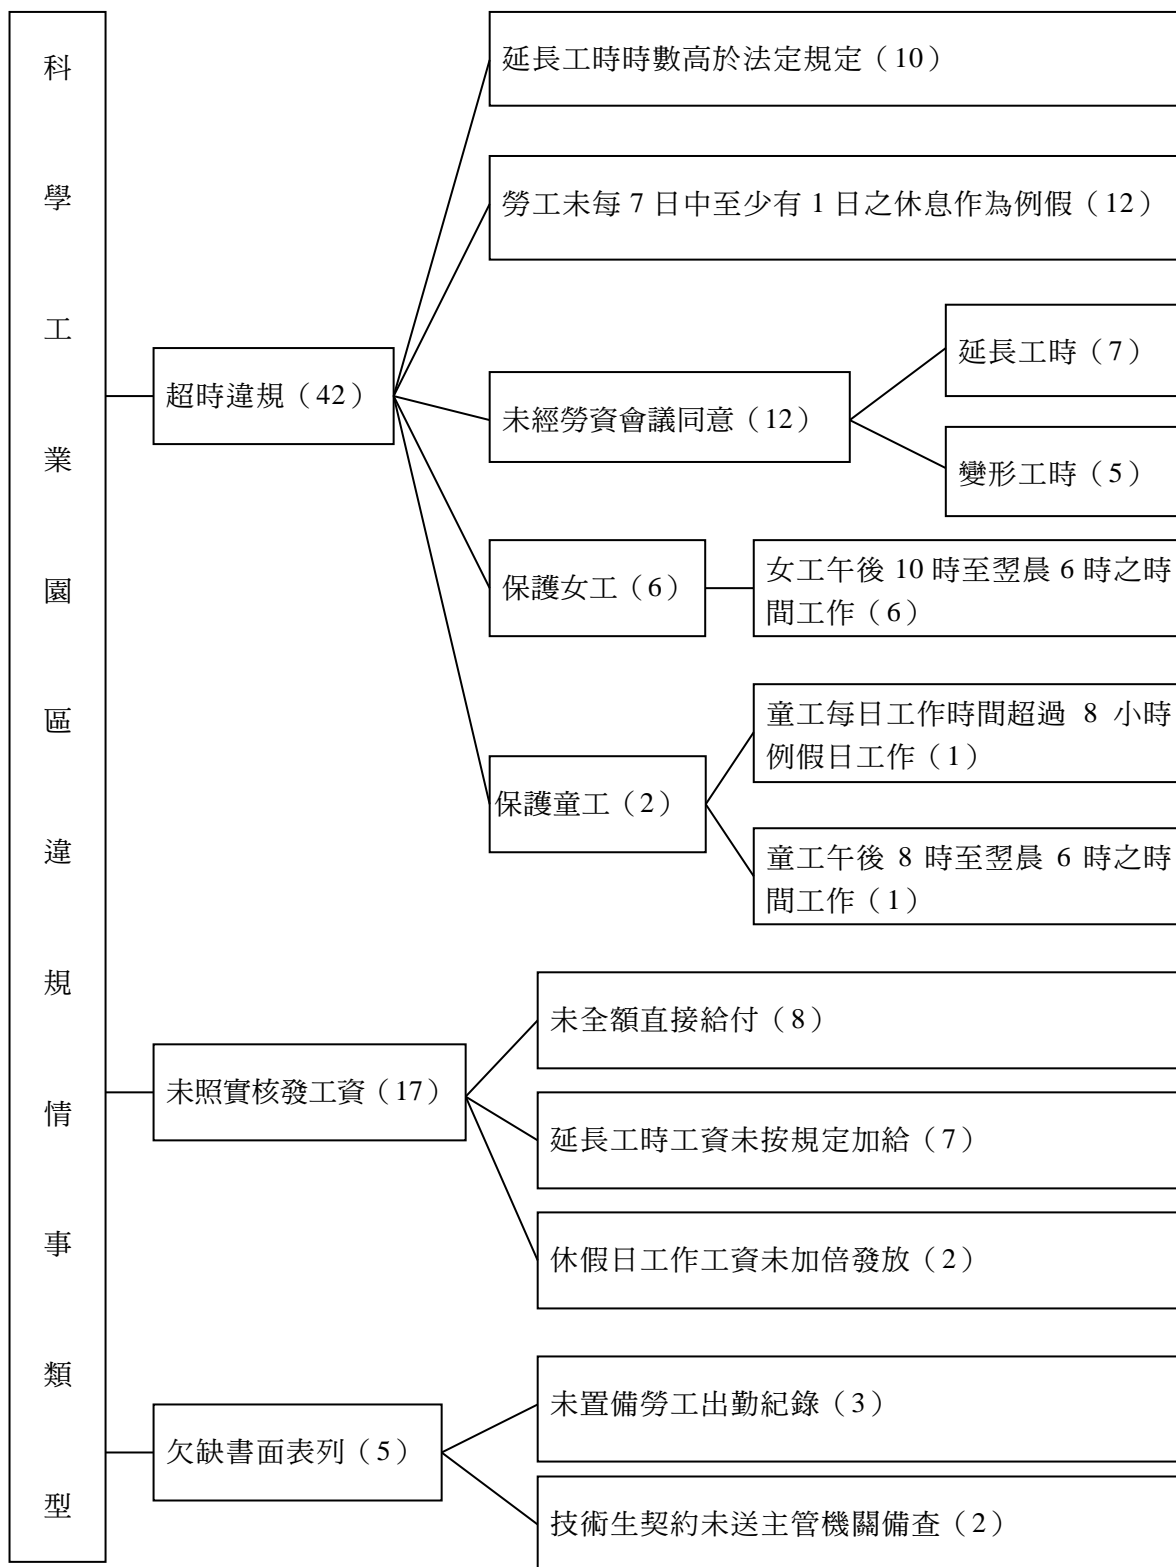 科學工業園區違規情事類型
延長工時時數高於法定規定（10）
勞工未每 7 日中至少有 1 日之休息作為例假（12）
延長工時（7）
超時違規（42）
未經勞資會議同意（12）
變形工時（5）
保護女工（6）
女工午後 10 時至翌晨 6 時之時
間工作（6）
童工每日工作時間超過 8 小時
例假日工作（1）
保護童工（2）
童工午後 8 時至翌晨 6 時之時
間工作（1）
未全額直接給付（8）
未照實核發工資（17）
延長工時工資未按規定加給（7）
休假日工作工資未加倍發放（2）
未置備勞工出勤紀錄（3）
欠缺書面表列（5）
技術生契約未送主管機關備查（2）